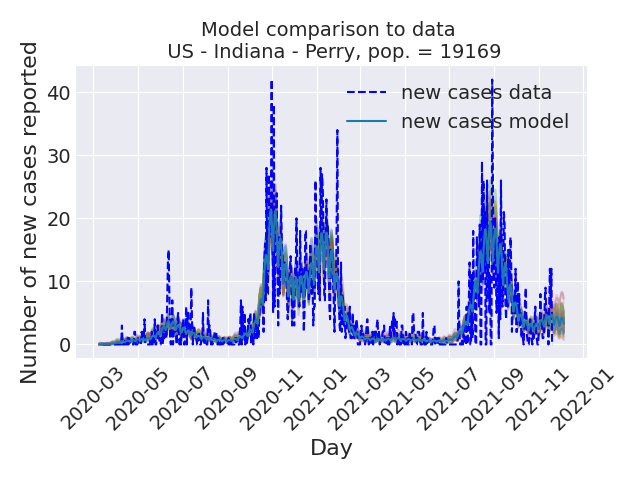 Model comparison to data
US - Indiana - Perry, pop. = 19169
Number of new cases reported
40
30
20
10
0
new cases data
new cases model
2020-03
2020-05
2020-07
2020-09
2020-11
2021-01
2021-03
2021-05
2021-07
2021-09
2021-11
2022-01
Day